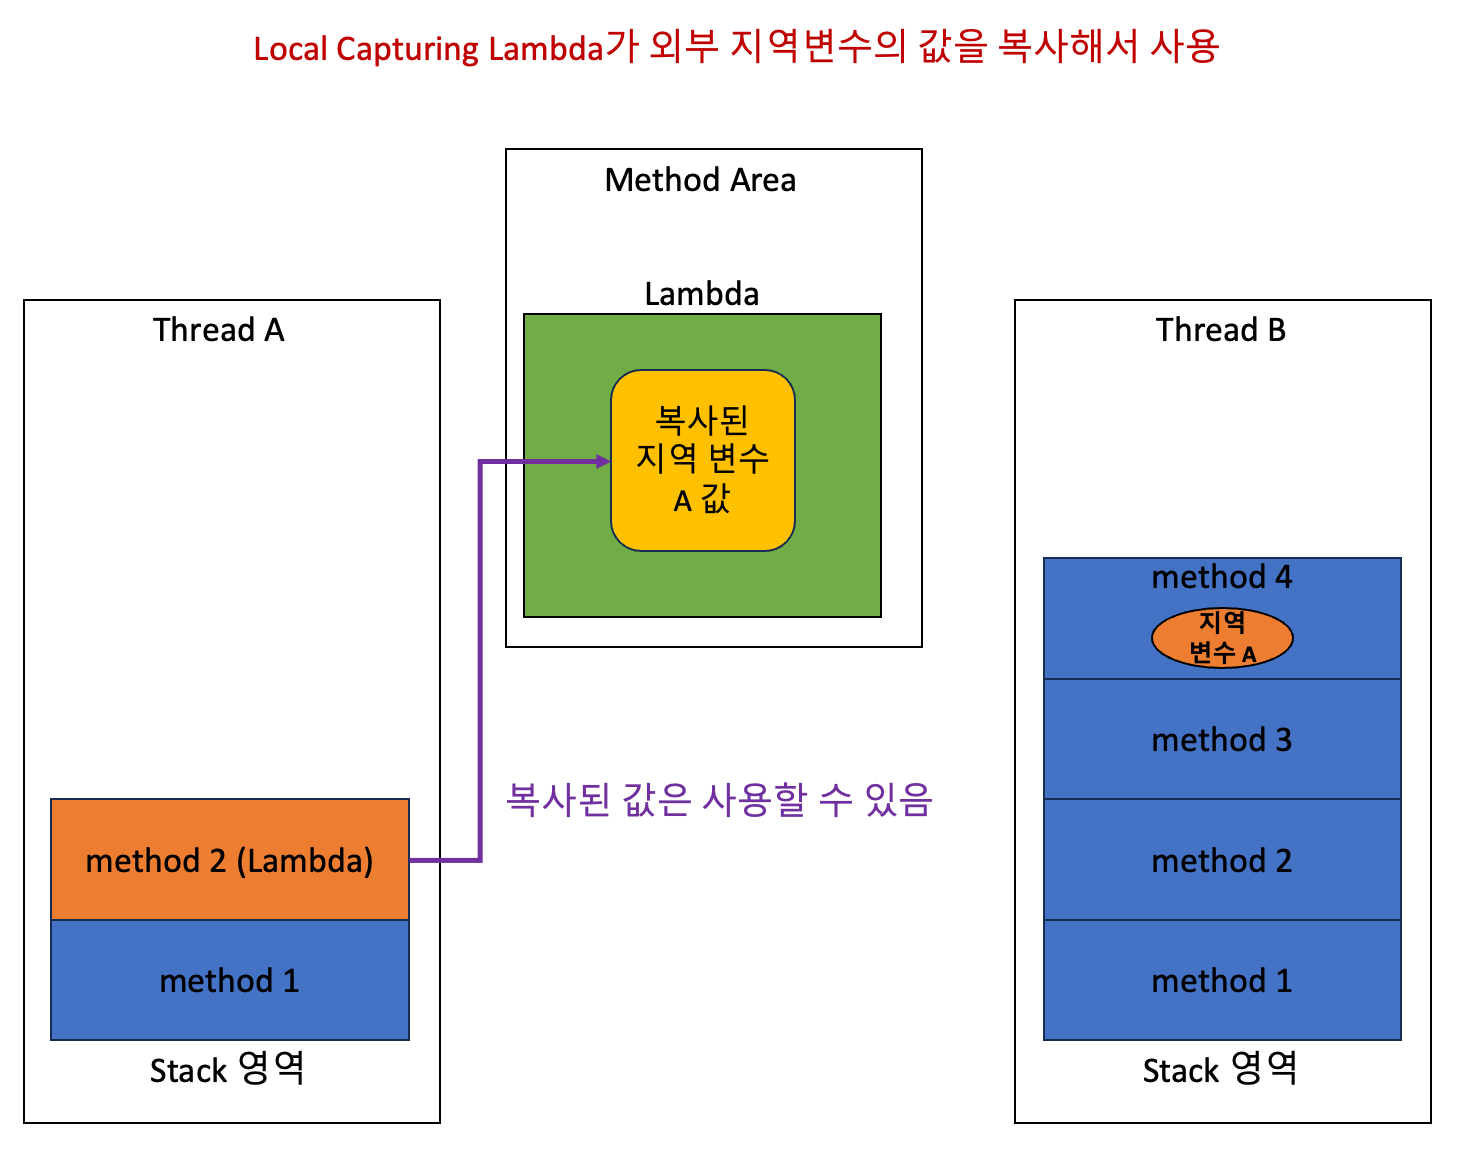 Local Capturing Lambda가 외부 지역변수의 값을 복사해서 사용
Method Area
Lambda
복사된
지역 변수
A 값
Thread A
method 2 (Lambda)
method 1
Stack 영역
복사된 값은 사용할 수 있음
Thread B
method 4
지역
변수 A
method 3
method 2
method 1
Stack 영역